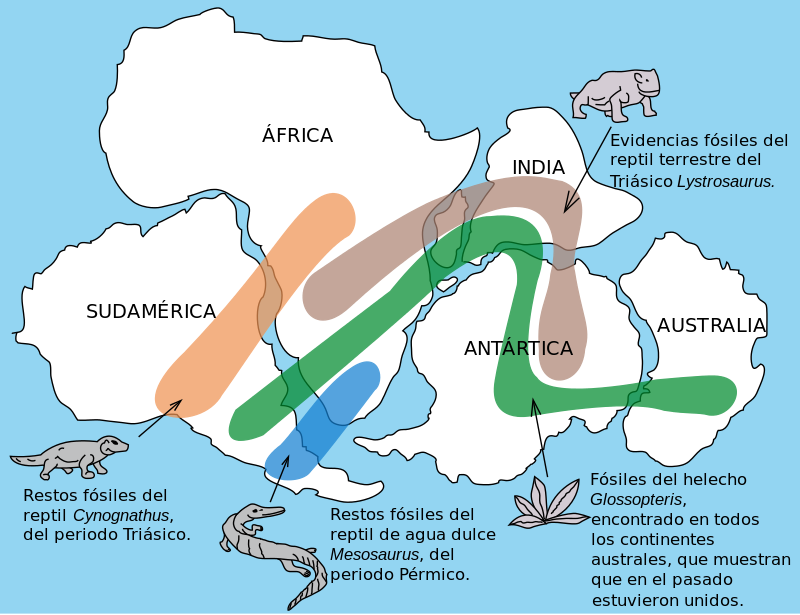 ÁFRICA
INDIA
Evidencias fósiles del
reptil terrestre del
Triásico Lystrosaurus.
SUDAMÉRICA
ANTÁRTICA
AUSTRALIA
Restos fósiles del
reptil Cynognathus,
del periodo Triásico.
Restos fósiles del
reptil de agua dulce
Mesosaurus, del
periodo Pérmico.
Fósiles del helecho
Glossopteris,
encontrado en todos
los continentes
australes, que muestran
que en el pasado
estuvieron unidos.